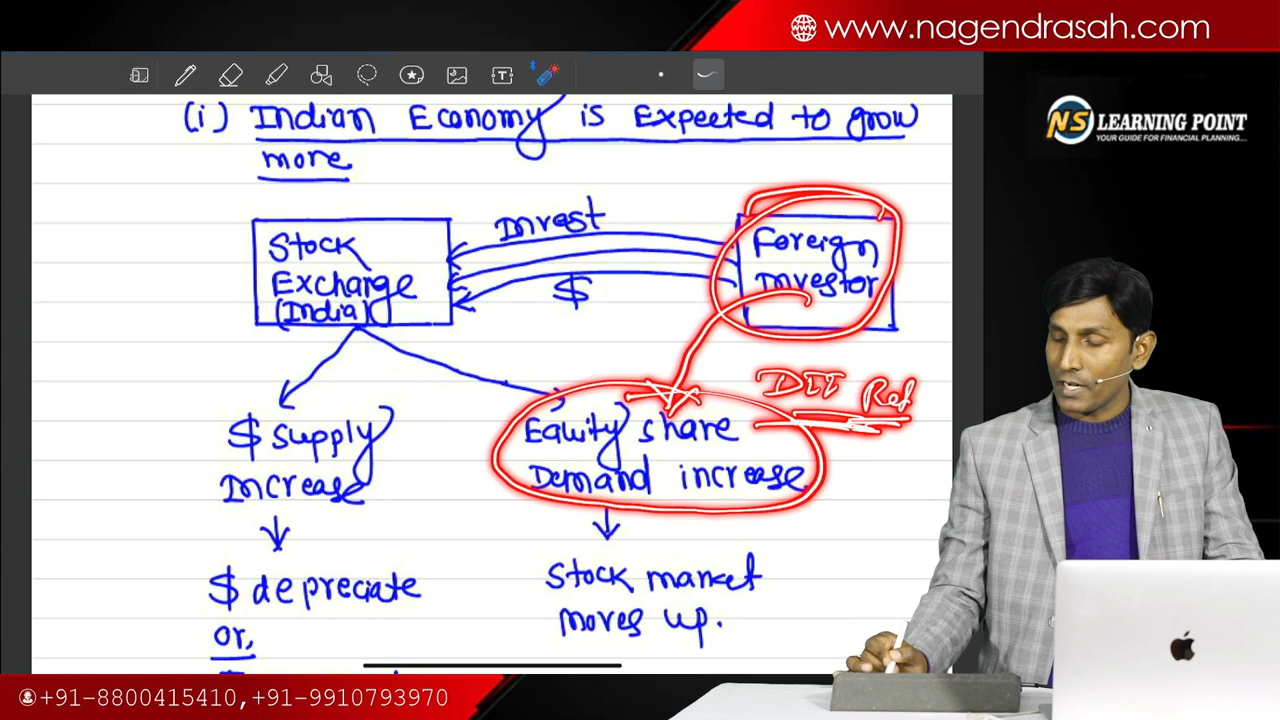 www.nagendrasah.com
(i) Indian Economy is Expected to grow
more
NS LEARNING POINT
YOUR GUIDE FOR FINANCIAL PLANNING...
Stock
Exchange
(India)
Invest
$
Foreign
Investor
DII Ret
$ supply
Increase
Equity share
Demand increase
$ depreciate
or,
Stock market
moves up.
+91-8800415410,+91-9910793970